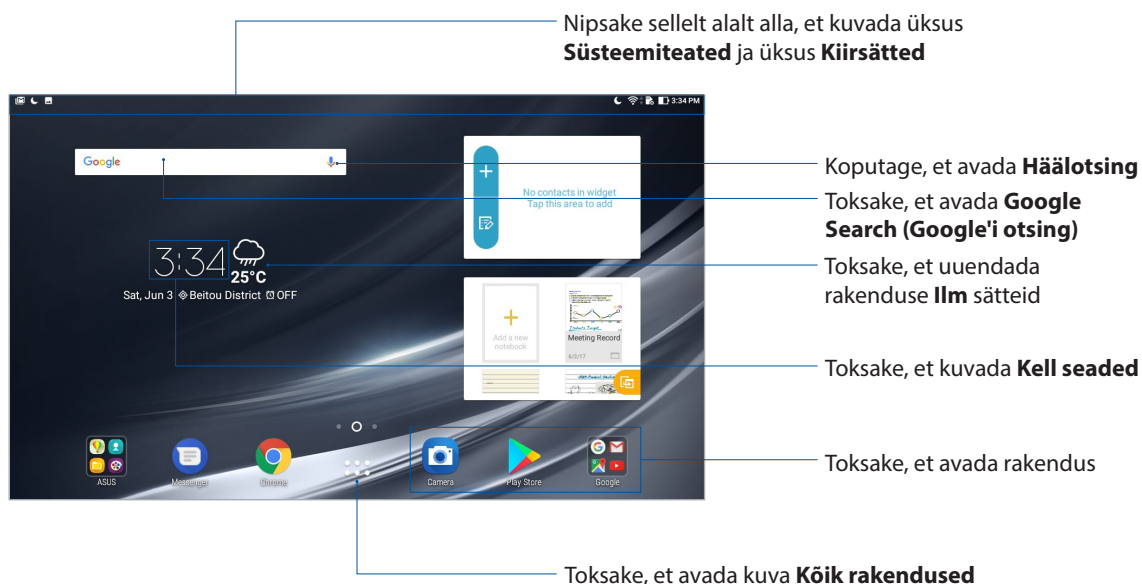 Nipsake sellelt alalt alla, et kuvada üksus
Süsteemiteated ja üksus Kiirsätted
3:34 PM
Google
No contacts in widget
Tap this area to add
Koputage, et avada Häälotsing
Toksake, et avada Google
Search (Google'i otsing)
3:34
25°C
Sat, Jun 3 Beitou District OFF
Toksake, et uuendada
rakenduse Ilm sätteid
Add a new
notebook
Meeting Record
6/2/17
Toksake, et kuvada Kell seaded
ASUS
Messenger
Chrome
Camera
Play Store
Google
Toksake, et avada rakendus
Toksake, et avada kuva Kõik rakendused